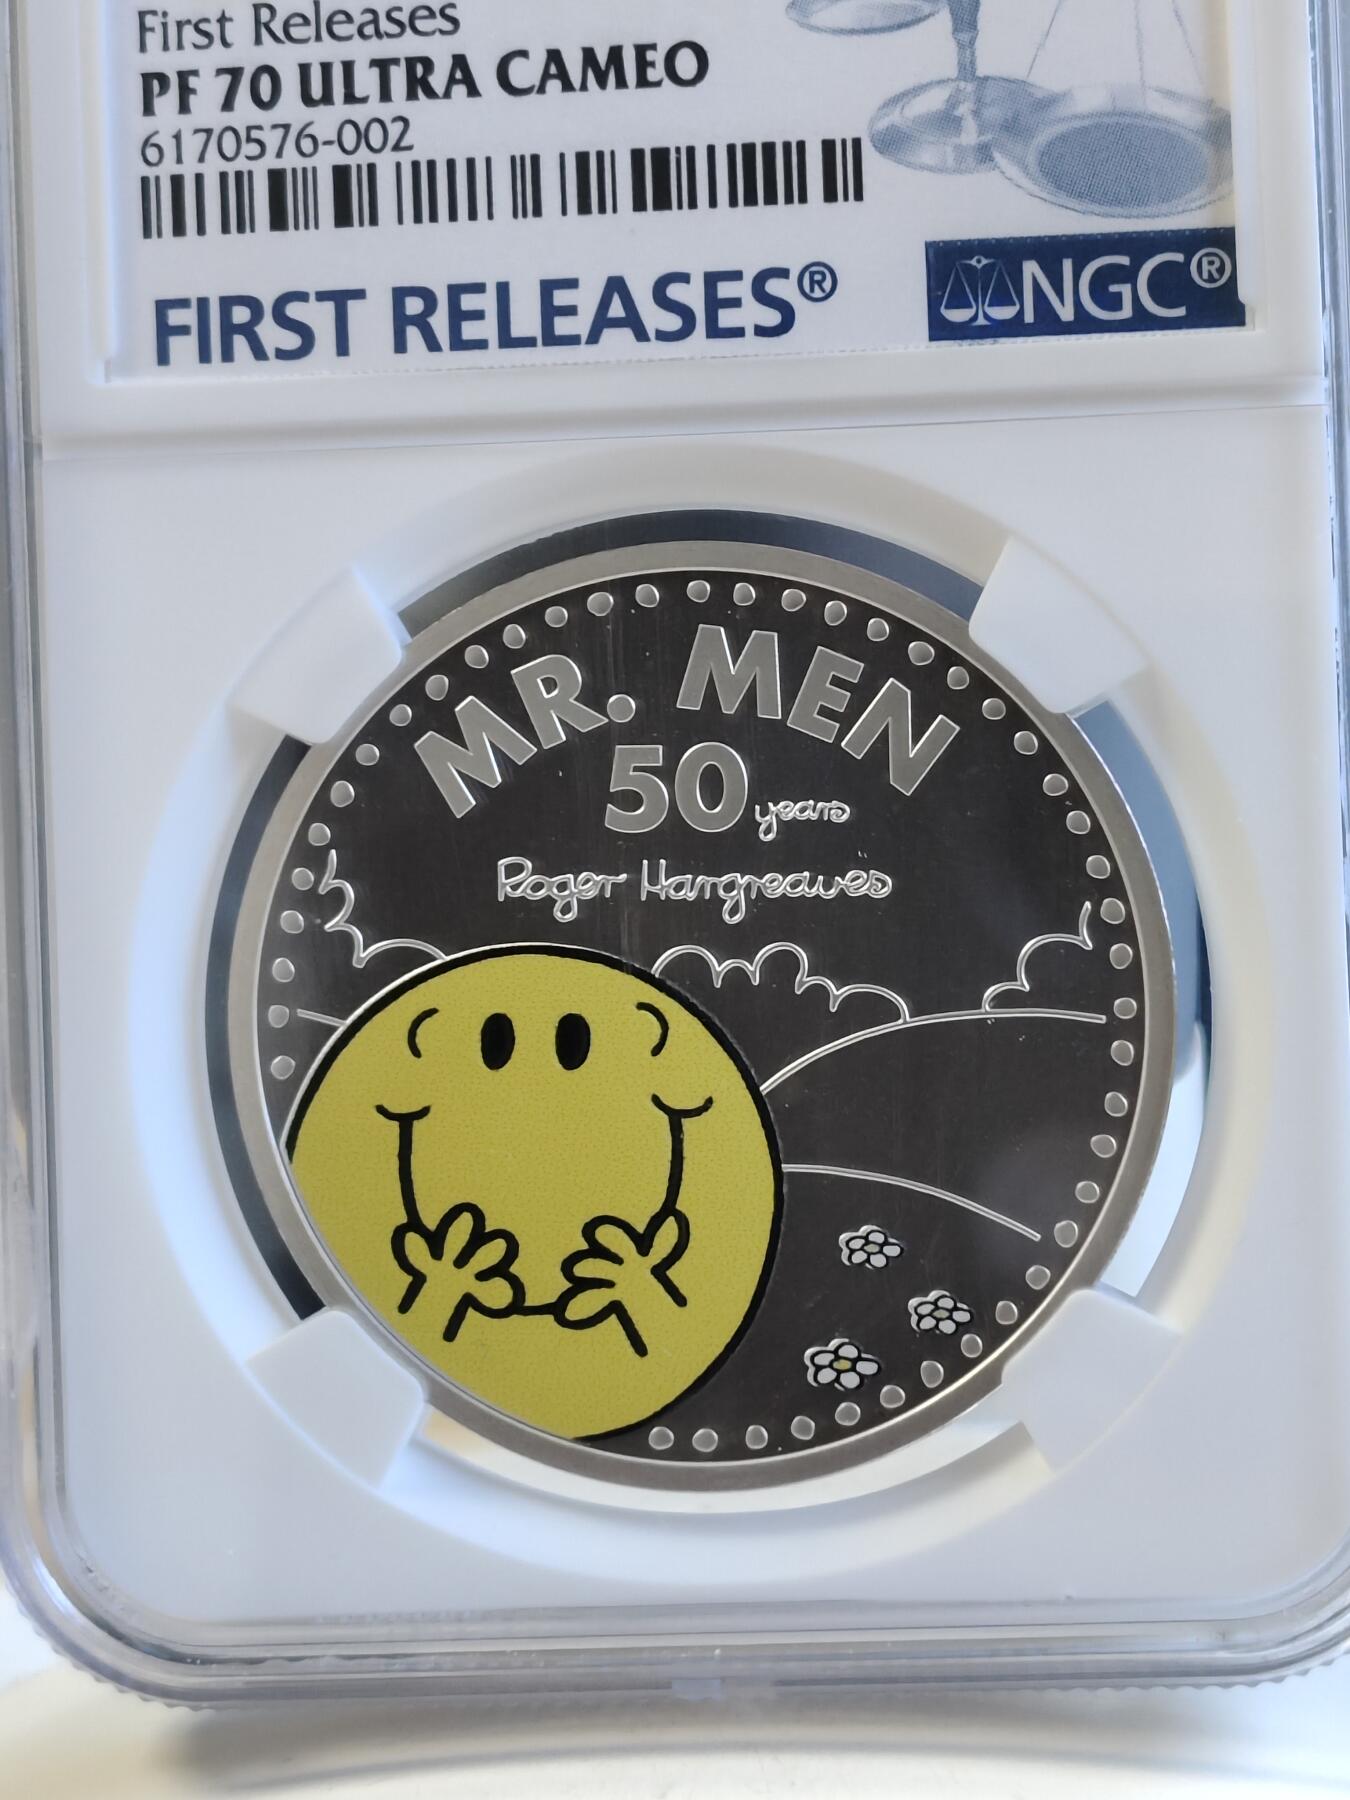 First Releases
PF 70 ULTRA CAMEO
6170576-002
FIRST RELEASES®
NGC®
MR. MEN
50 years
Roger Hargreaves